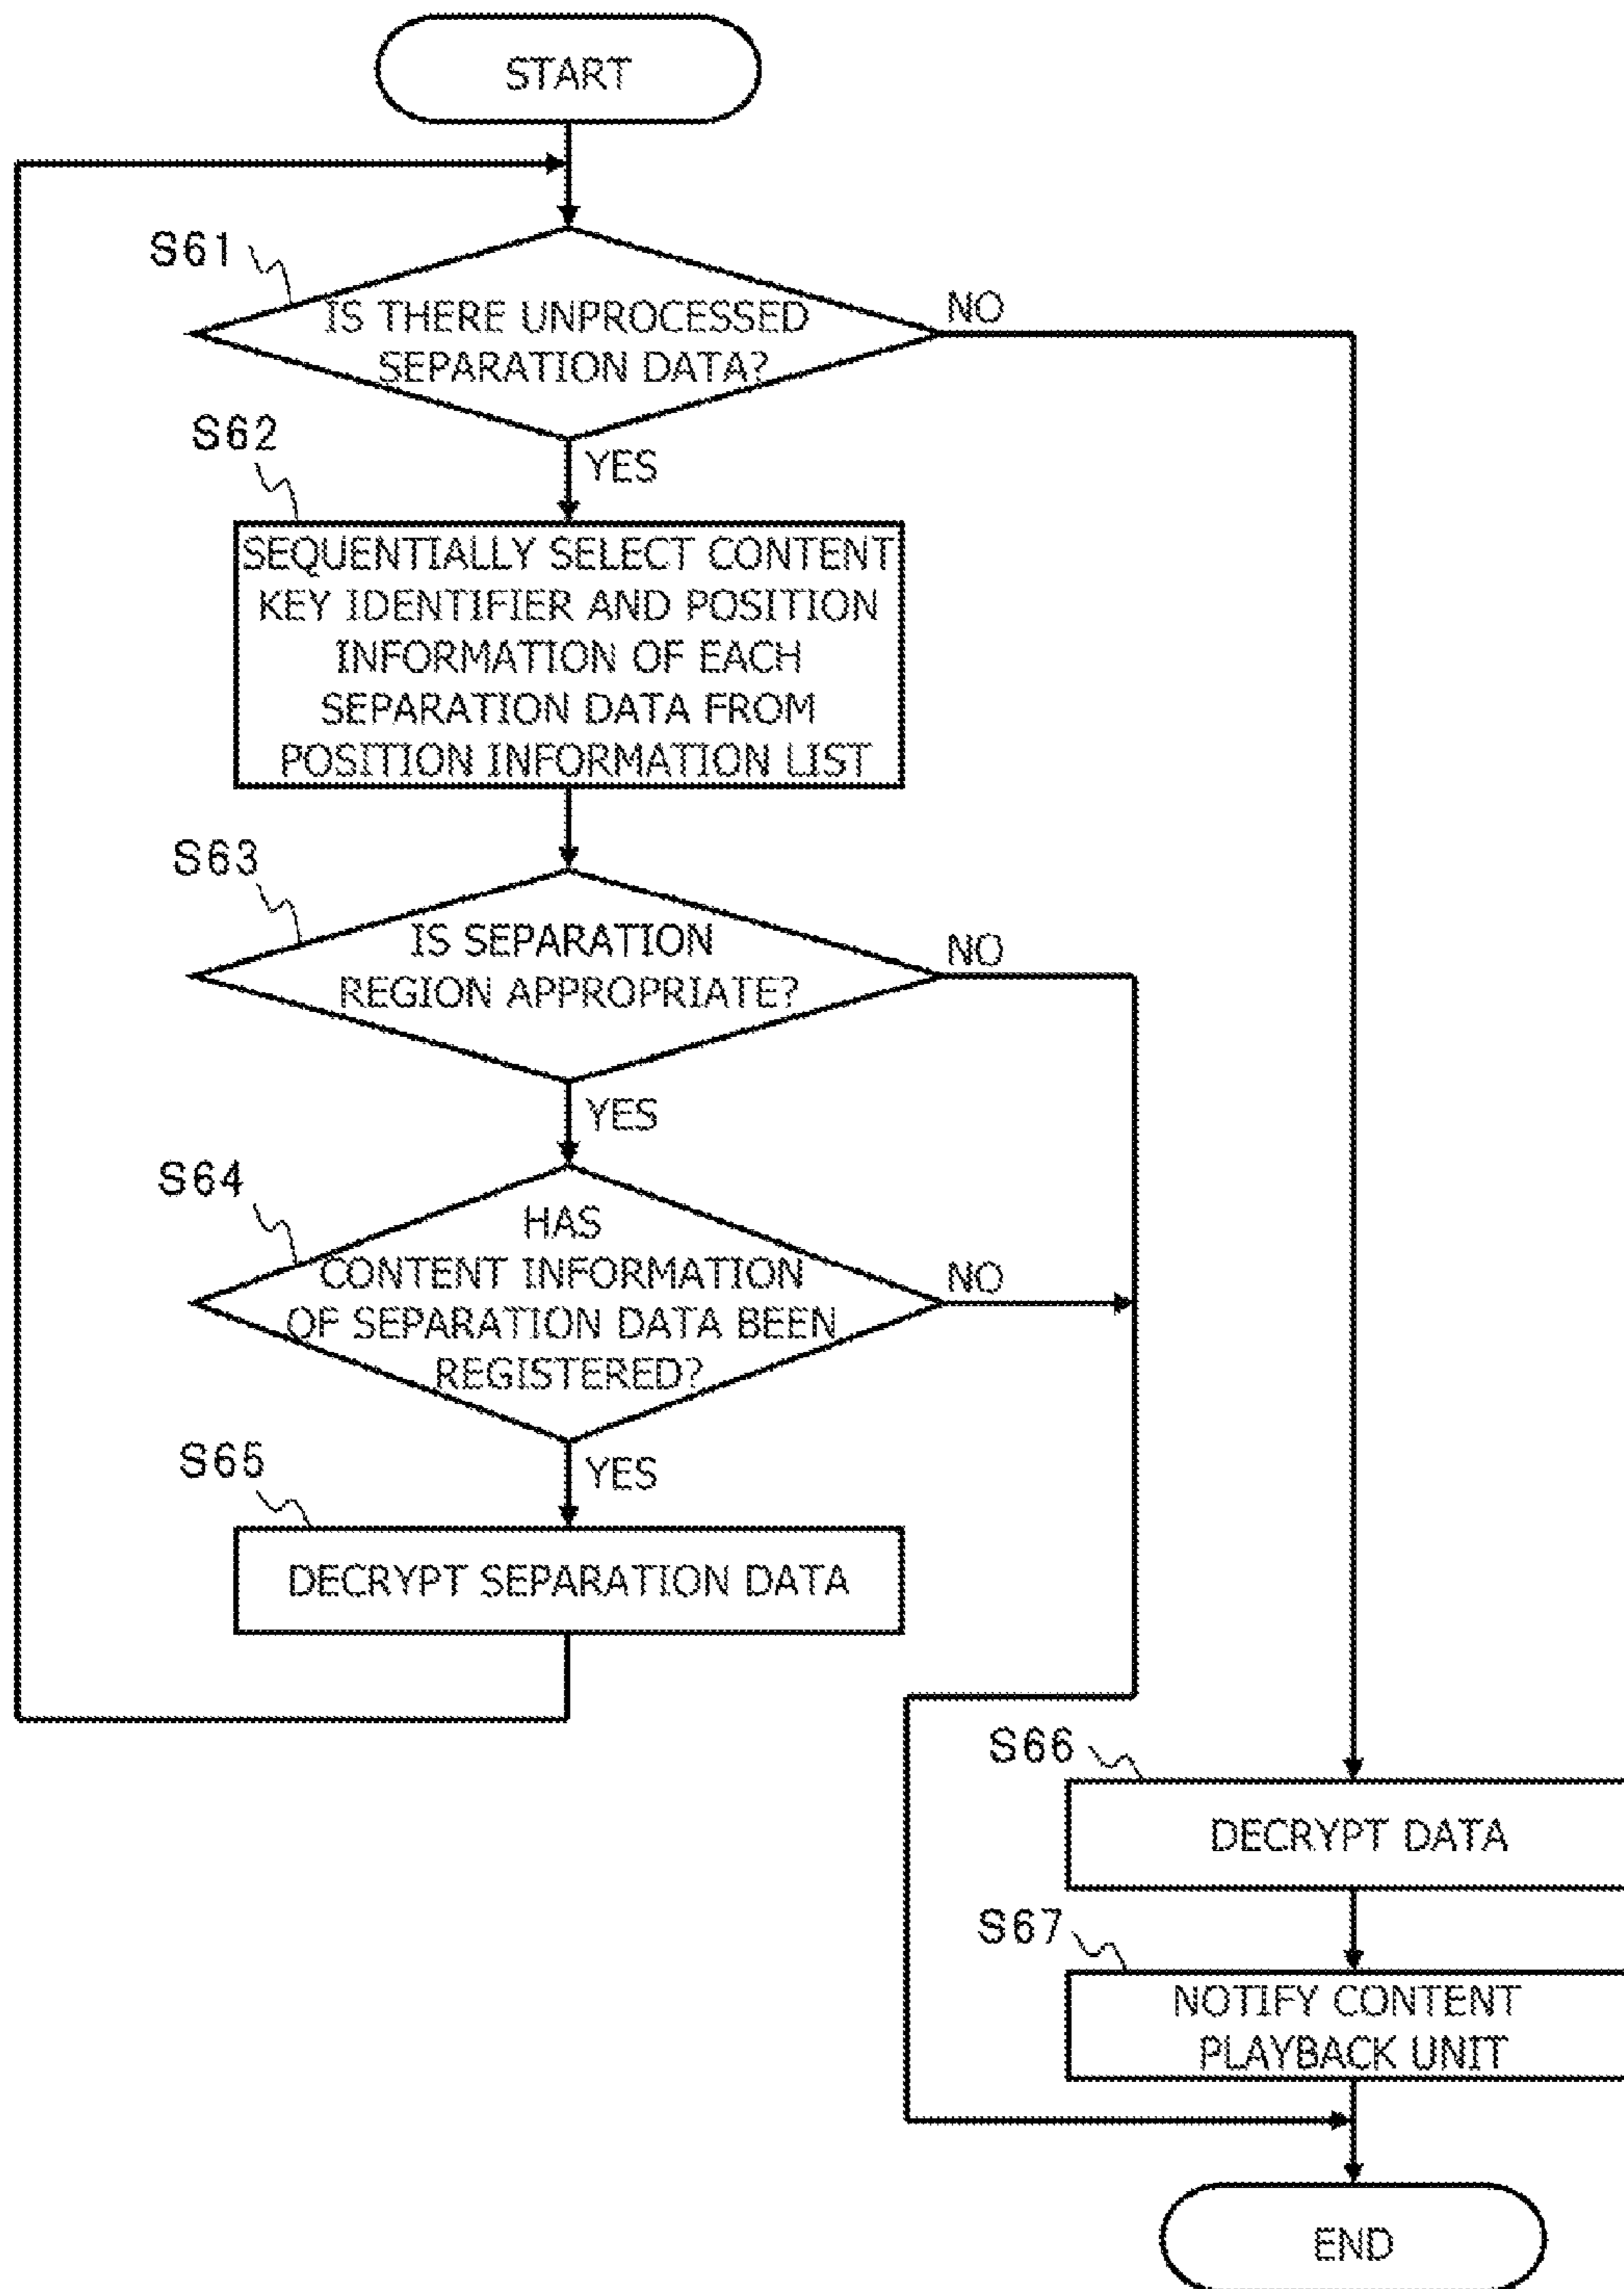 START
S61
IS THERE UNPROCESSED
SEPARATION DATA?
NO
YES
S62
SEQUENTIALLY SELECT CONTENT
KEY IDENTIFIER AND POSITION
INFORMATION OF EACH
SEPARATION DATA FROM
POSITION INFORMATION LIST
S63
IS SEPARATION
REGION APPROPRIATE?
NO
YES
S64
HAS
CONTENT INFORMATION
OF SEPARATION DATA BEEN
REGISTERED?
NO
YES
S65
DECRYPT SEPARATION DATA
S66
DECRYPT DATA
S67
NOTIFY CONTENT
PLAYBACK UNIT
END